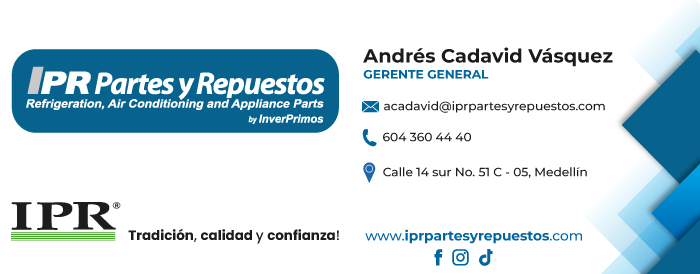 IPR Partes y Repuestos
Refrigeration, Air Conditioning and Appliance Parts
by InverPrimos
IPR®
Tradición, calidad y confianza!
Andrés Cadavid Vásquez
GERENTE GENERAL
acadavid@iprpartesyrepuestos.com
604 360 44 40
Calle 14 sur No. 51 C - 05, Medellín
www.iprpartesyrepuestos.com